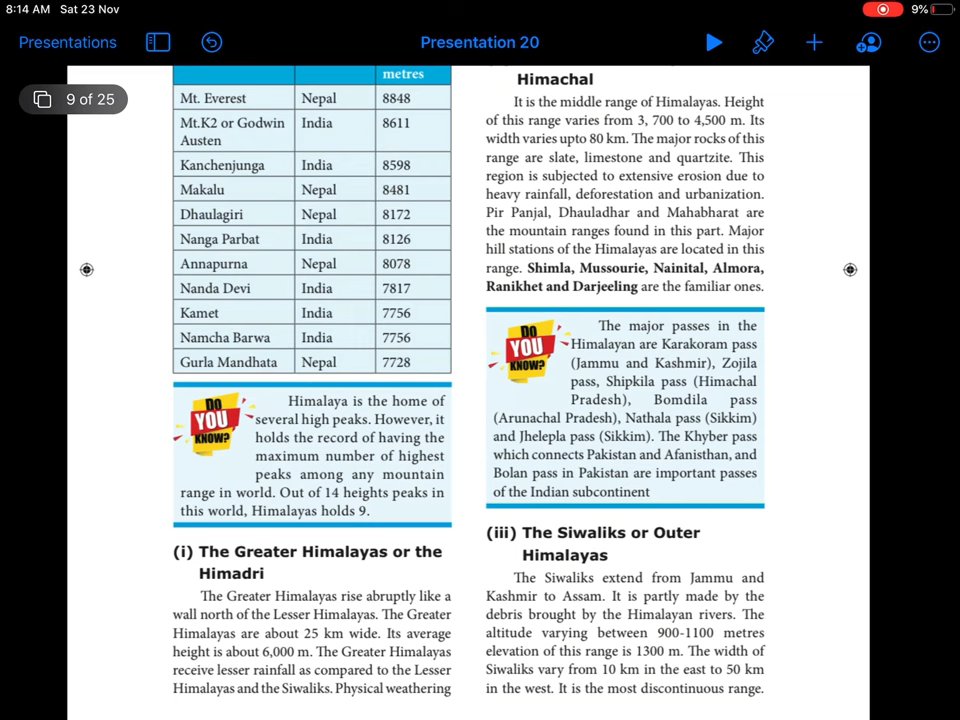 8:14 AM Sat 23 Nov
9%
Presentations
Presentation 20
9 of 25
metres
Mt. Everest Nepal 8848
Mt.K2 or Godwin Austen India 8611
Kanchenjunga India 8598
Makalu Nepal 8481
Dhaulagiri Nepal 8172
Nanga Parbat India 8126
Annapurna Nepal 8078
Nanda Devi India 7817
Kamet India 7756
Namcha Barwa India 7756
Gurla Mandhata Nepal 7728
DO
YOU
KNOW?
Himalaya is the home of
several high peaks. However, it
holds the record of having the
maximum number of highest
peaks among any mountain
range in world. Out of 14 heights peaks in
this world, Himalayas holds 9.
(i) The Greater Himalayas or the
Himadri
The Greater Himalayas rise abruptly like a
wall north of the Lesser Himalayas. The Greater
Himalayas are about 25 km wide. Its average
height is about 6,000 m. The Greater Himalayas
receive lesser rainfall as compared to the Lesser
Himalayas and the Siwaliks. Physical weathering
Himachal
It is the middle range of Himalayas. Height
of this range varies from 3, 700 to 4,500 m. Its
width varies upto 80 km. The major rocks of this
range are slate, limestone and quartzite. This
region is subjected to extensive erosion due to
heavy rainfall, deforestation and urbanization.
Pir Panjal, Dhauladhar and Mahabharat are
the mountain ranges found in this part. Major
hill stations of the Himalayas are located in this
range. Shimla, Mussourie, Nainital, Almora,
Ranikhet and Darjeeling are the familiar ones.
DO
YOU
KNOW?
The major passes in the
Himalayan are Karakoram pass
(Jammu and Kashmir), Zojila
pass, Shipkila pass (Himachal
Pradesh), Bomdila pass
(Arunachal Pradesh), Nathala pass (Sikkim)
and Jhelepla pass (Sikkim). The Khyber pass
which connects Pakistan and Afanisthan, and
Bolan pass in Pakistan are important passes
of the Indian subcontinent
(iii) The Siwaliks or Outer
Himalayas
The Siwaliks extend from Jammu and
Kashmir to Assam. It is partly made by the
debris brought by the Himalayan rivers. The
altitude varying between 900-1100 metres
elevation of this range is 1300 m. The width of
Siwaliks vary from 10 km in the east to 50 km
in the west. It is the most discontinuous range.